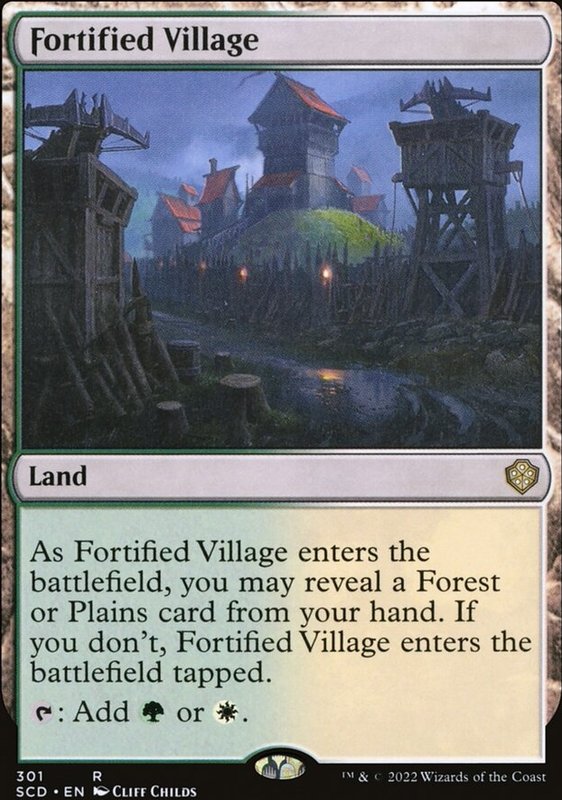 Fortified Village
Land
As Fortified Village enters the
battlefield, you may reveal a Forest
or Plains card from your hand. If
you don't, Fortified Village enters the
battlefield tapped.
: Add or .
301 R
SCD • EN Cliff Childs
™ & © 2022 Wizards of the Coast